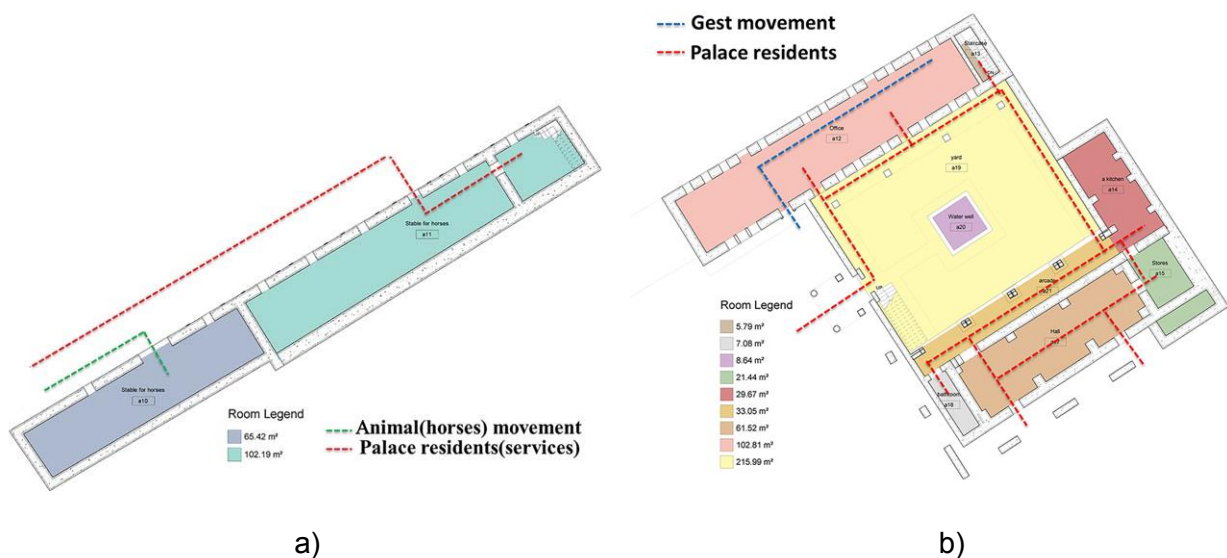 Stable for horses
a11
Stable for horses
a10
Room Legend
65.42 m²
102.19 m²
Animal(horses) movement
Palace residents(services)
a)
Gest movement
Palace residents
Staircase
a13
Office
a12
yard
a19
a kitchen
a14
Water well
a20
Stores
a15
UP
arcade
a21
Hall
bathroom
a18
Room Legend
5.79 m²
7.08 m²
8.64 m²
21.44 m²
29.67 m²
33.05 m²
61.52 m²
102.81 m²
215.99 m²
b)